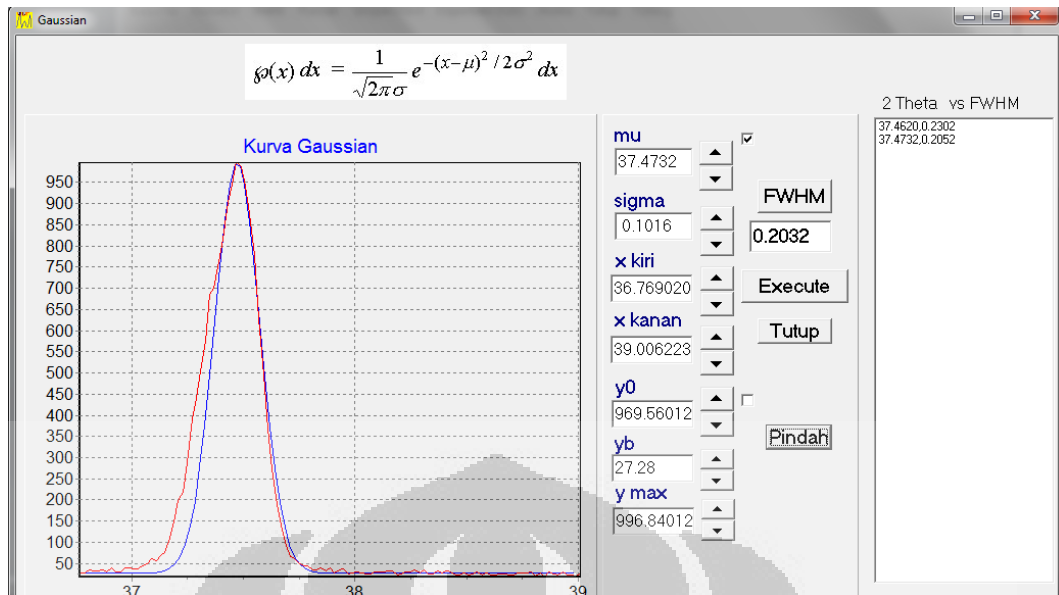 Gaussian
℘(x) dx = 1/√2πσ e^-(x-μ)²/2σ² dx
2 Theta vs FWHM
37.4620,0.2302
37.4732,0.2052
Kurva Gaussian
950
900
850
800
750
700
650
600
550
500
450
400
350
300
250
200
150
100
50
37 38 39
mu
37.4732
sigma
0.1016
x kiri
36.769020
x kanan
39.006223
y0
969.56012
yb
27.28
y max
996.84012
FWHM
0.2032
Execute
Tutup
Pindah